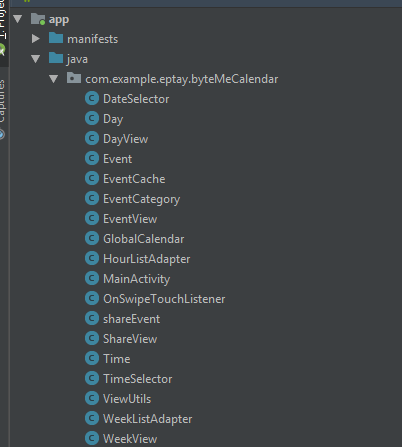 1: Project
Captures
app
manifests
java
com.example.eptay.byteMeCalendar
DateSelector
Day
DayView
Event
EventCache
EventCategory
EventView
GlobalCalendar
HourListAdapter
MainActivity
OnSwipeTouchListener
shareEvent
ShareView
Time
TimeSelector
ViewUtils
WeekListAdapter
WeekView